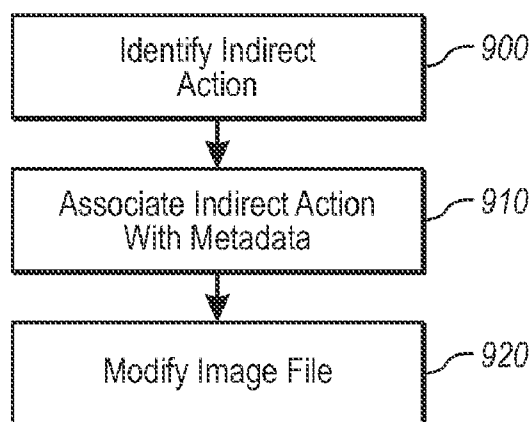 Identify Indirect
Action
900
Associate Indirect Action
With Metadata
910
Modify Image File
920